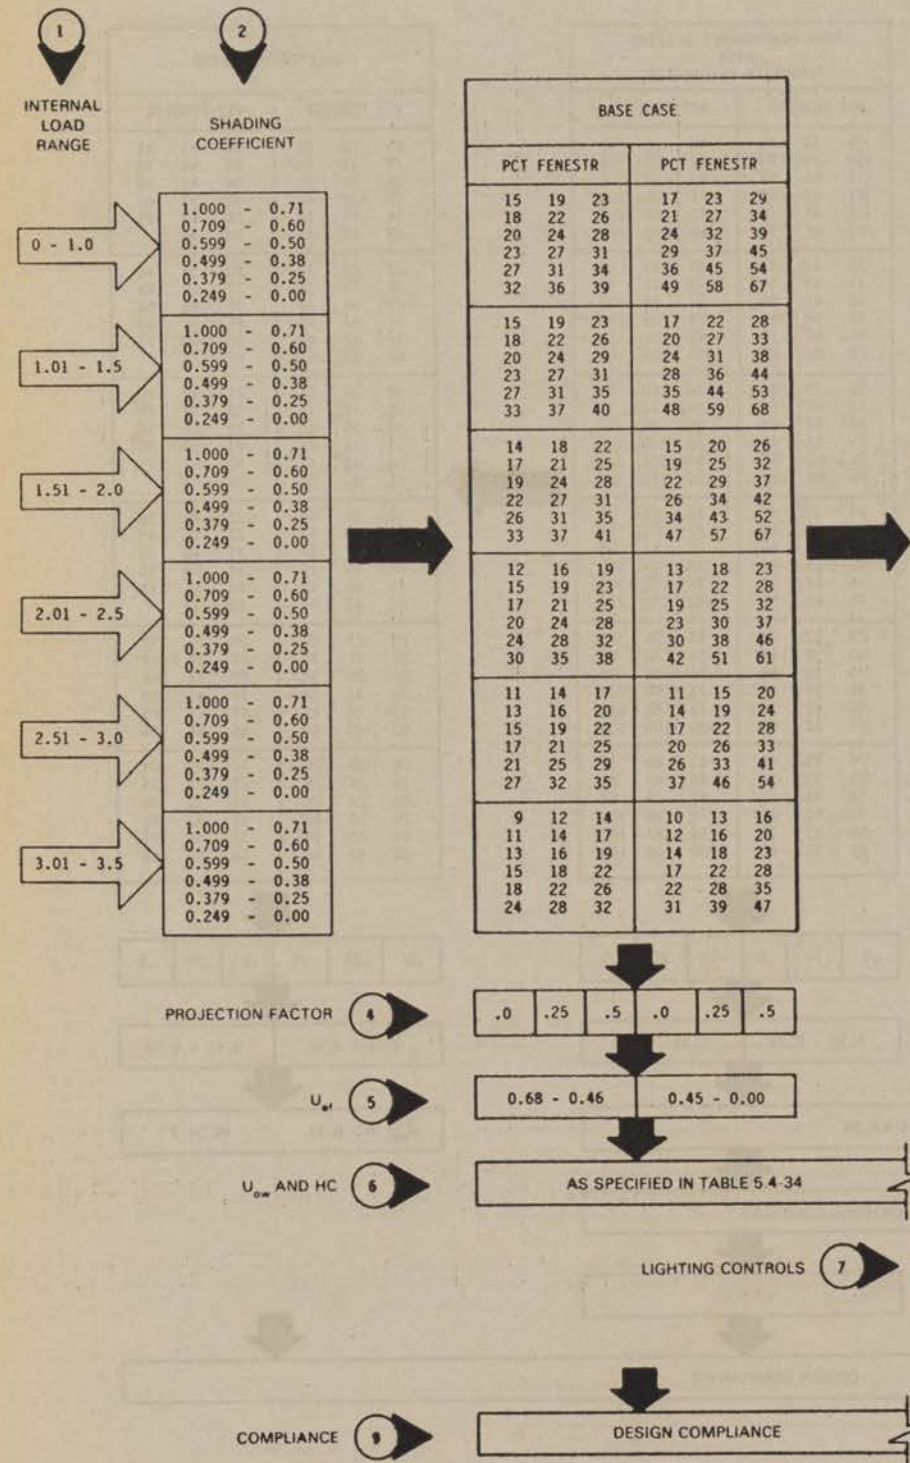 1 2
INTERNAL
LOAD
RANGE
SHADING
COEFFICIENT
BASE CASE
PCT FENESTR PCT FENESTR
0 - 1.0
1.000 - 0.71 15 19 23 17 23 29
0.709 - 0.60 18 22 26 21 27 34
0.599 - 0.50 20 24 28 24 32 39
0.499 - 0.38 23 27 31 29 37 45
0.379 - 0.25 27 31 34 36 45 54
0.249 - 0.00 32 36 39 49 58 67
1.01 - 1.5
1.000 - 0.71 15 19 23 17 22 28
0.709 - 0.60 18 22 26 20 27 33
0.599 - 0.50 20 24 29 24 31 38
0.499 - 0.38 23 27 31 28 36 44
0.379 - 0.25 27 31 35 35 44 53
0.249 - 0.00 33 37 40 48 59 68
1.51 - 2.0
1.000 - 0.71 14 18 22 15 20 26
0.709 - 0.60 17 21 25 19 25 32
0.599 - 0.50 19 24 28 22 29 37
0.499 - 0.38 22 27 31 26 34 42
0.379 - 0.25 26 31 35 34 43 52
0.249 - 0.00 33 37 41 47 57 67
2.01 - 2.5
1.000 - 0.71 12 16 19 13 18 23
0.709 - 0.60 15 19 23 17 22 28
0.599 - 0.50 17 21 25 19 25 32
0.499 - 0.38 20 24 28 23 30 37
0.379 - 0.25 24 28 32 30 38 46
0.249 - 0.00 30 35 38 42 51 61
2.51 - 3.0
1.000 - 0.71 11 14 17 11 15 20
0.709 - 0.60 13 16 20 14 19 24
0.599 - 0.50 15 19 22 17 22 28
0.499 - 0.38 17 21 25 20 26 33
0.379 - 0.25 21 25 29 26 33 41
0.249 - 0.00 27 32 35 37 46 54
3.01 - 3.5
1.000 - 0.71 9 12 14 10 13 16
0.709 - 0.60 11 14 17 12 16 20
0.599 - 0.50 13 16 19 14 18 23
0.499 - 0.38 15 18 22 17 22 28
0.379 - 0.25 18 22 26 22 28 35
0.249 - 0.00 24 28 32 31 39 47
PROJECTION FACTOR 4 .0 .25 .5 .0 .25 .5
U_of 5 0.68 - 0.46 0.45 - 0.00
U_ow AND HC 6 AS SPECIFIED IN TABLE 5.4-34
LIGHTING CONTROLS 7
COMPLIANCE 9 DESIGN COMPLIANCE